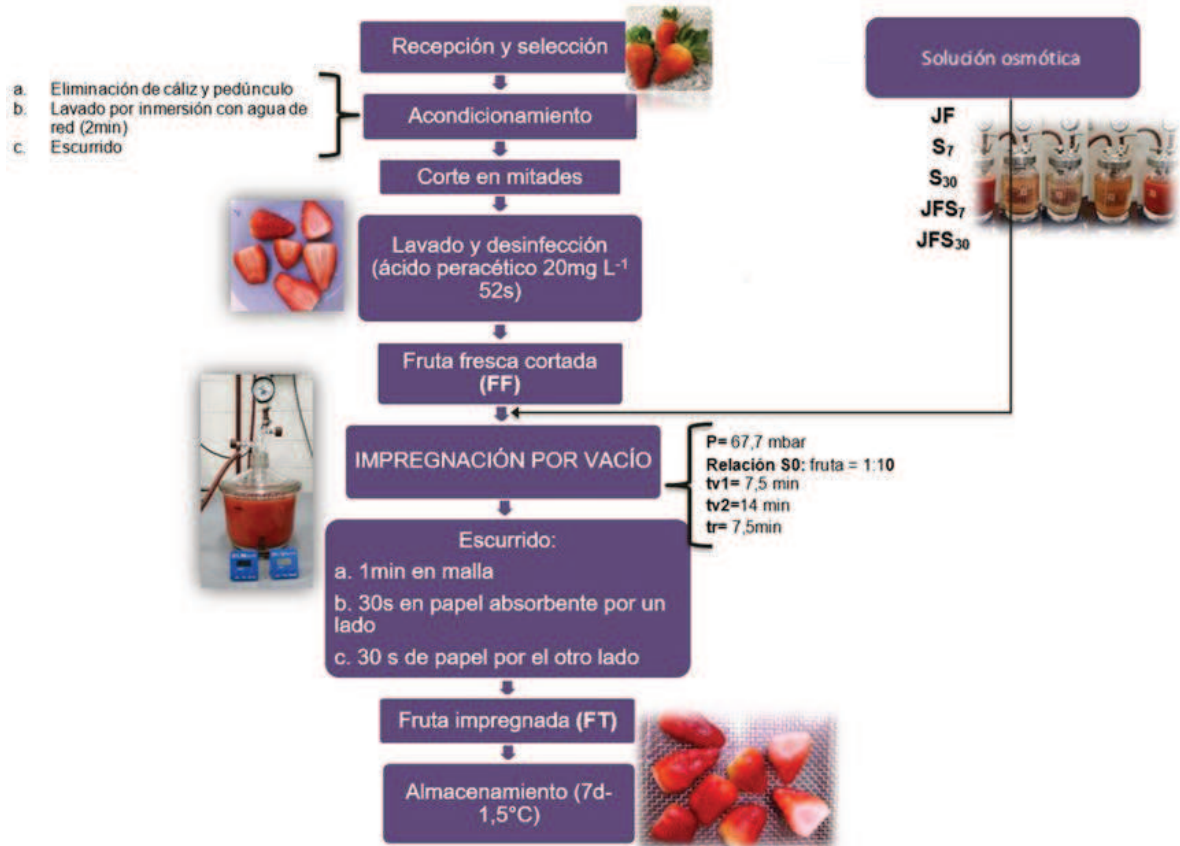 Recepción y selección
Solución osmótica
a. Eliminación de cáliz y pedúnculo
b. Lavado por inmersión con agua de
red (2min)
c. Escurrido
Acondicionamiento
JF
S₇
S₃₀
JFS₇
JFS₃₀
Corte en mitades
Lavado y desinfección
(ácido peracético 20mg L⁻¹
52s)
Fruta fresca cortada
(FF)
IMPREGNACIÓN POR VACÍO
P= 67,7 mbar
Relación S0: fruta = 1:10
tv1= 7,5 min
tv2=14 min
tr= 7,5min
Escurrido:
a. 1min en malla
b. 30s en papel absorbente por un
lado
c. 30 s de papel por el otro lado
Fruta impregnada (FT)
Almacenamiento (7d-
1,5°C)